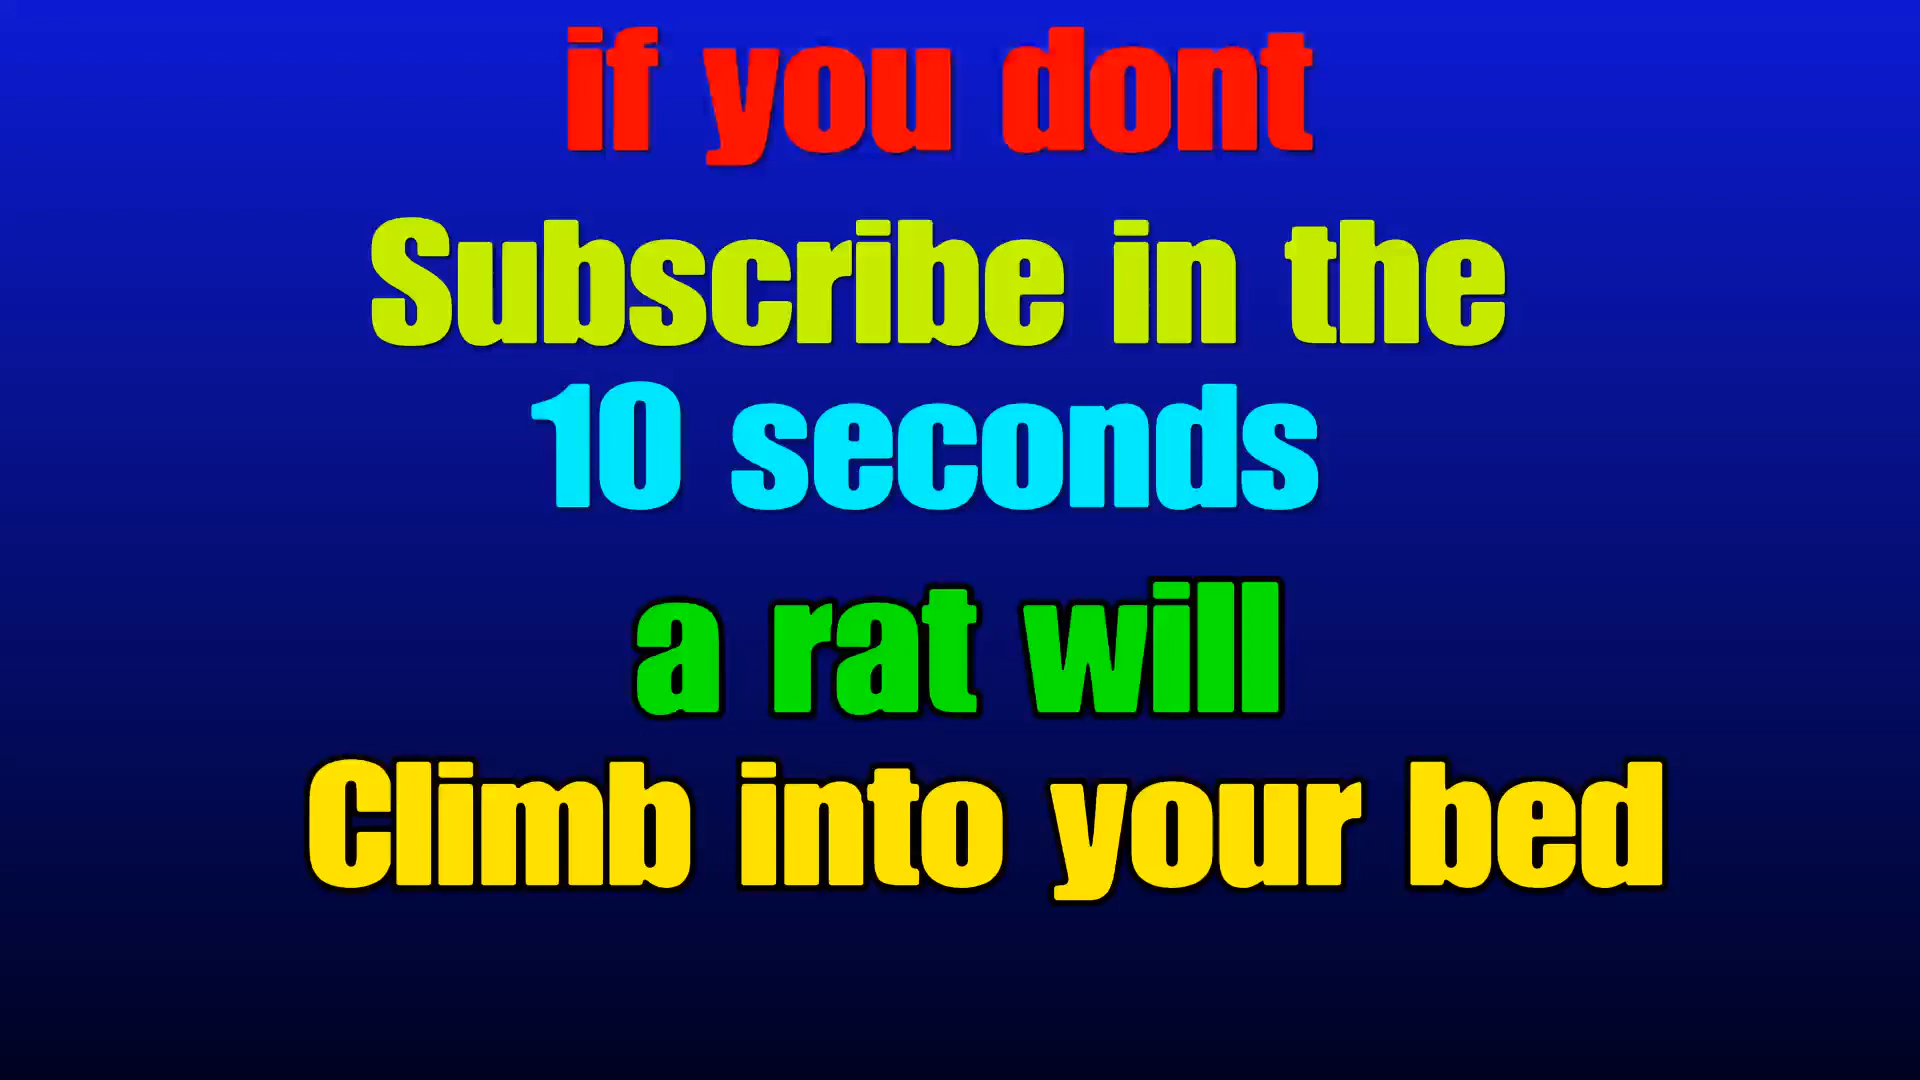 if you dont
Subscribe in the
10 seconds
a rat will
Climb into your bed